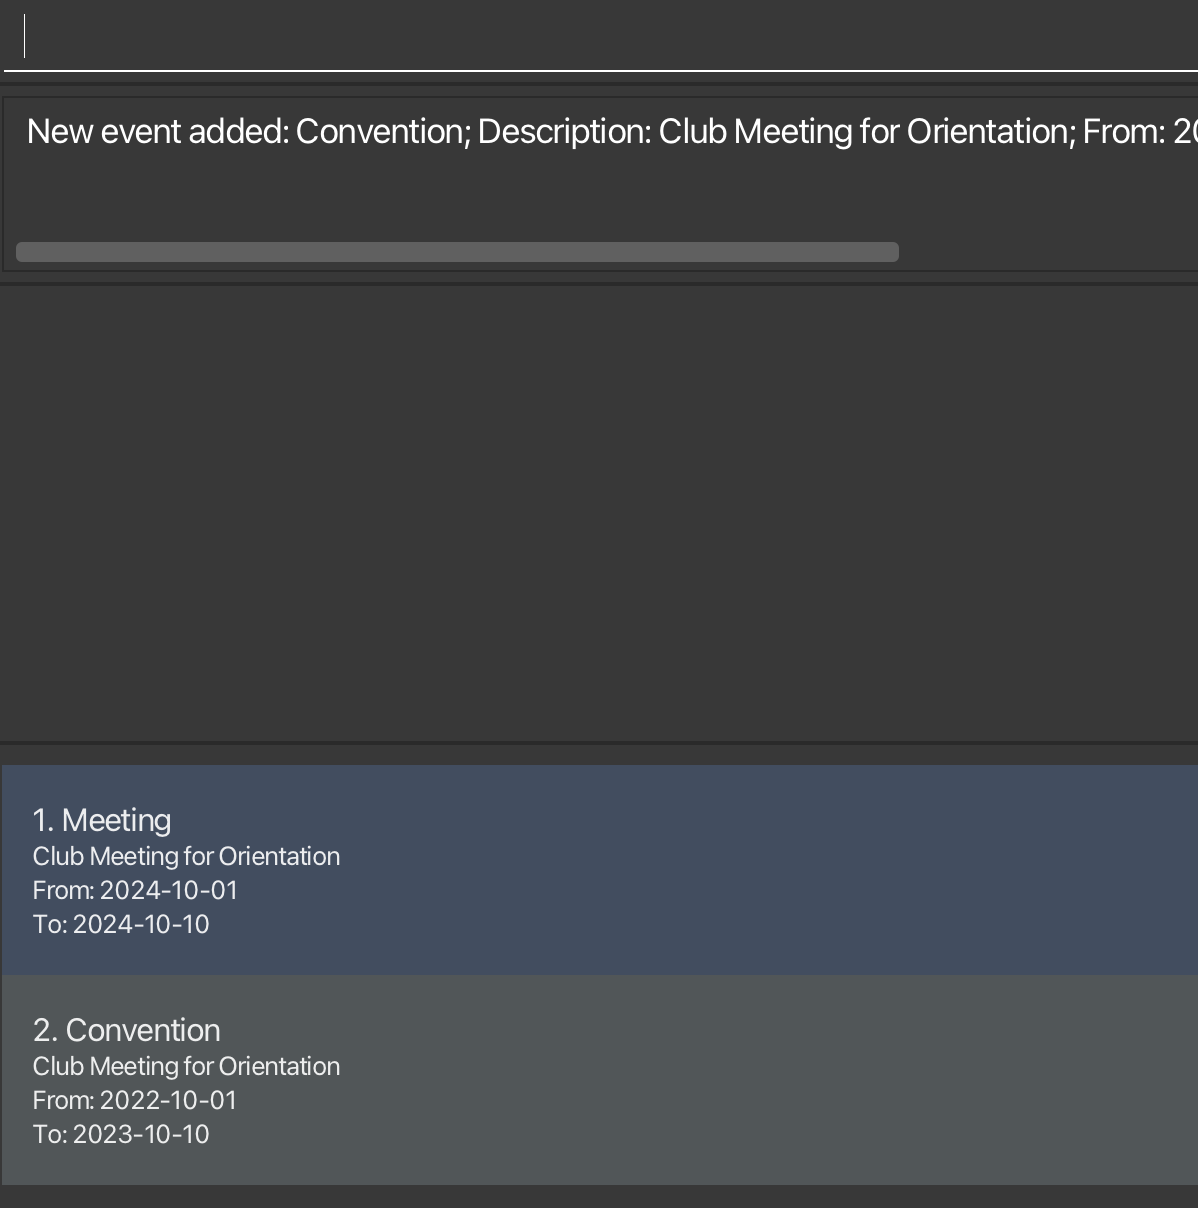 New event added: Convention; Description: Club Meeting for Orientation; From: 20
1. Meeting
Club Meeting for Orientation
From: 2024-10-01
To: 2024-10-10
2. Convention
Club Meeting for Orientation
From: 2022-10-01
To: 2023-10-10